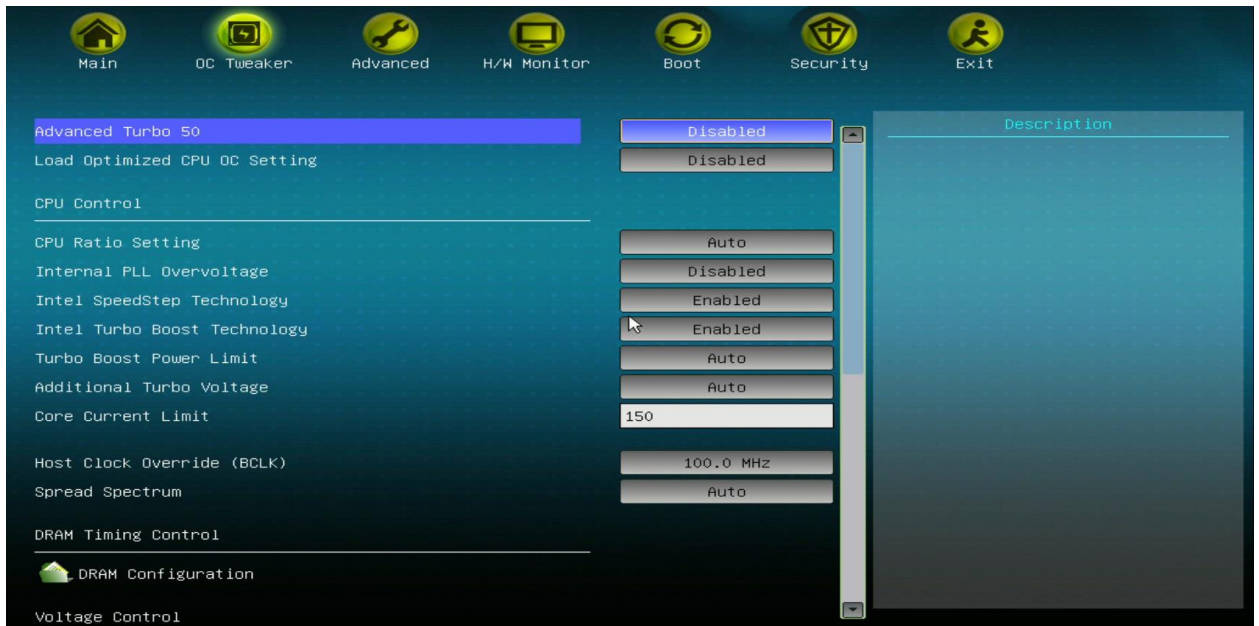 Main OC Tweaker Advanced H/W Monitor Boot Security Exit
Advanced Turbo 50 Disabled
Description
Load Optimized CPU OC Setting Disabled
CPU Control
CPU Ratio Setting Auto
Internal PLL Overvoltage Disabled
Intel SpeedStep Technology Enabled
Intel Turbo Boost Technology Enabled
Turbo Boost Power Limit Auto
Additional Turbo Voltage Auto
Core Current Limit 150
Host Clock Override (BCLK) 100.0 MHz
Spread Spectrum Auto
DRAM Timing Control
DRAM Configuration
Voltage Control